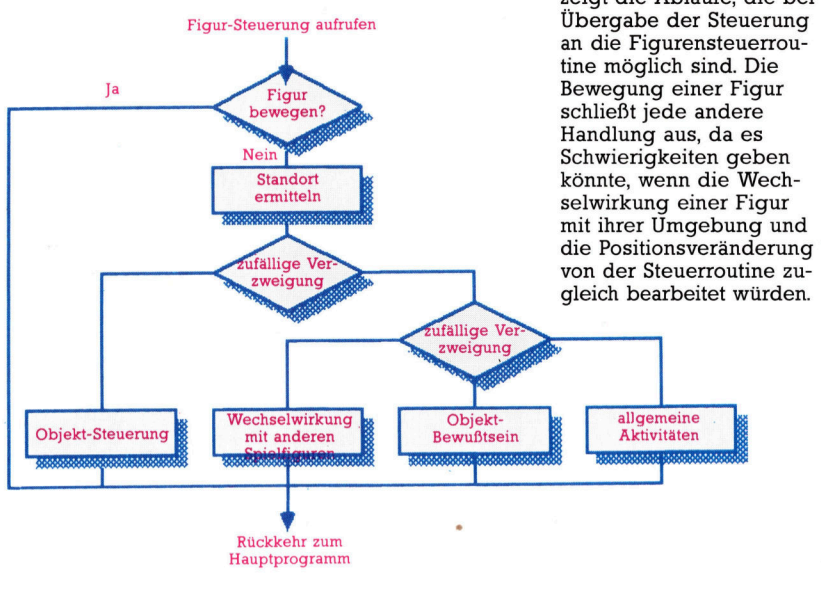 Figur-Steuerung aufrufen
Ja
Figur
bewegen?
Nein
Standort
ermitteln
zufällige Ver-
zweigung
zufällige Ver-
zweigung
Objekt-Steuerung
Wechselwirkung
mit anderen
Spielfiguren
Objekt-
Bewußtsein
allgemeine
Aktivitäten
Rückkehr zum
Hauptprogramm
zeigt die Abläufe, die bei
Übergabe der Steuerung
an die Figurensteuerrou-
tine möglich sind. Die
Bewegung einer Figur
schließt jede andere
Handlung aus, da es
Schwierigkeiten geben
könnte, wenn die Wech-
selwirkung einer Figur
mit ihrer Umgebung und
die Positionsveränderung
von der Steuerroutine zu-
gleich bearbeitet würden.